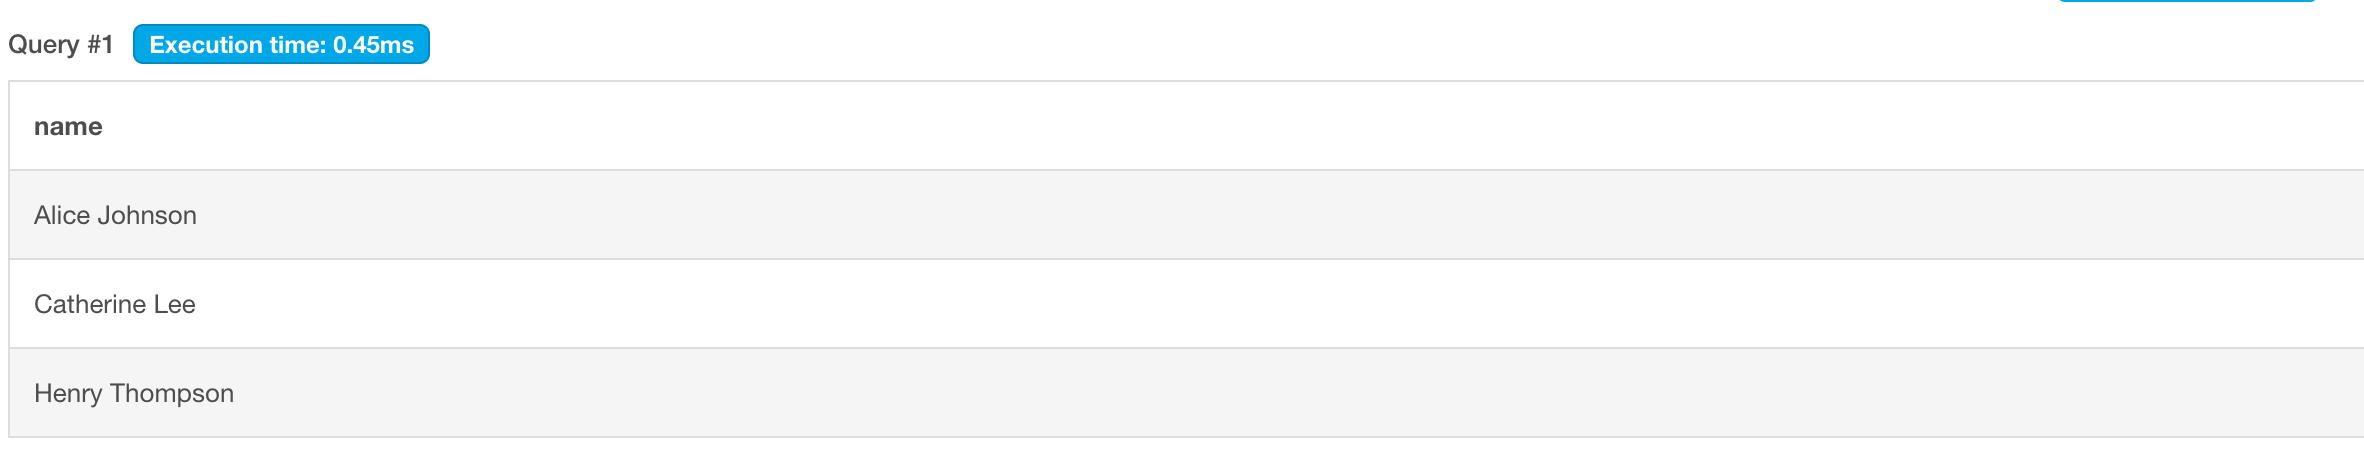 Query #1 Execution time: 0.45ms
name
Alice Johnson
Catherine Lee
Henry Thompson